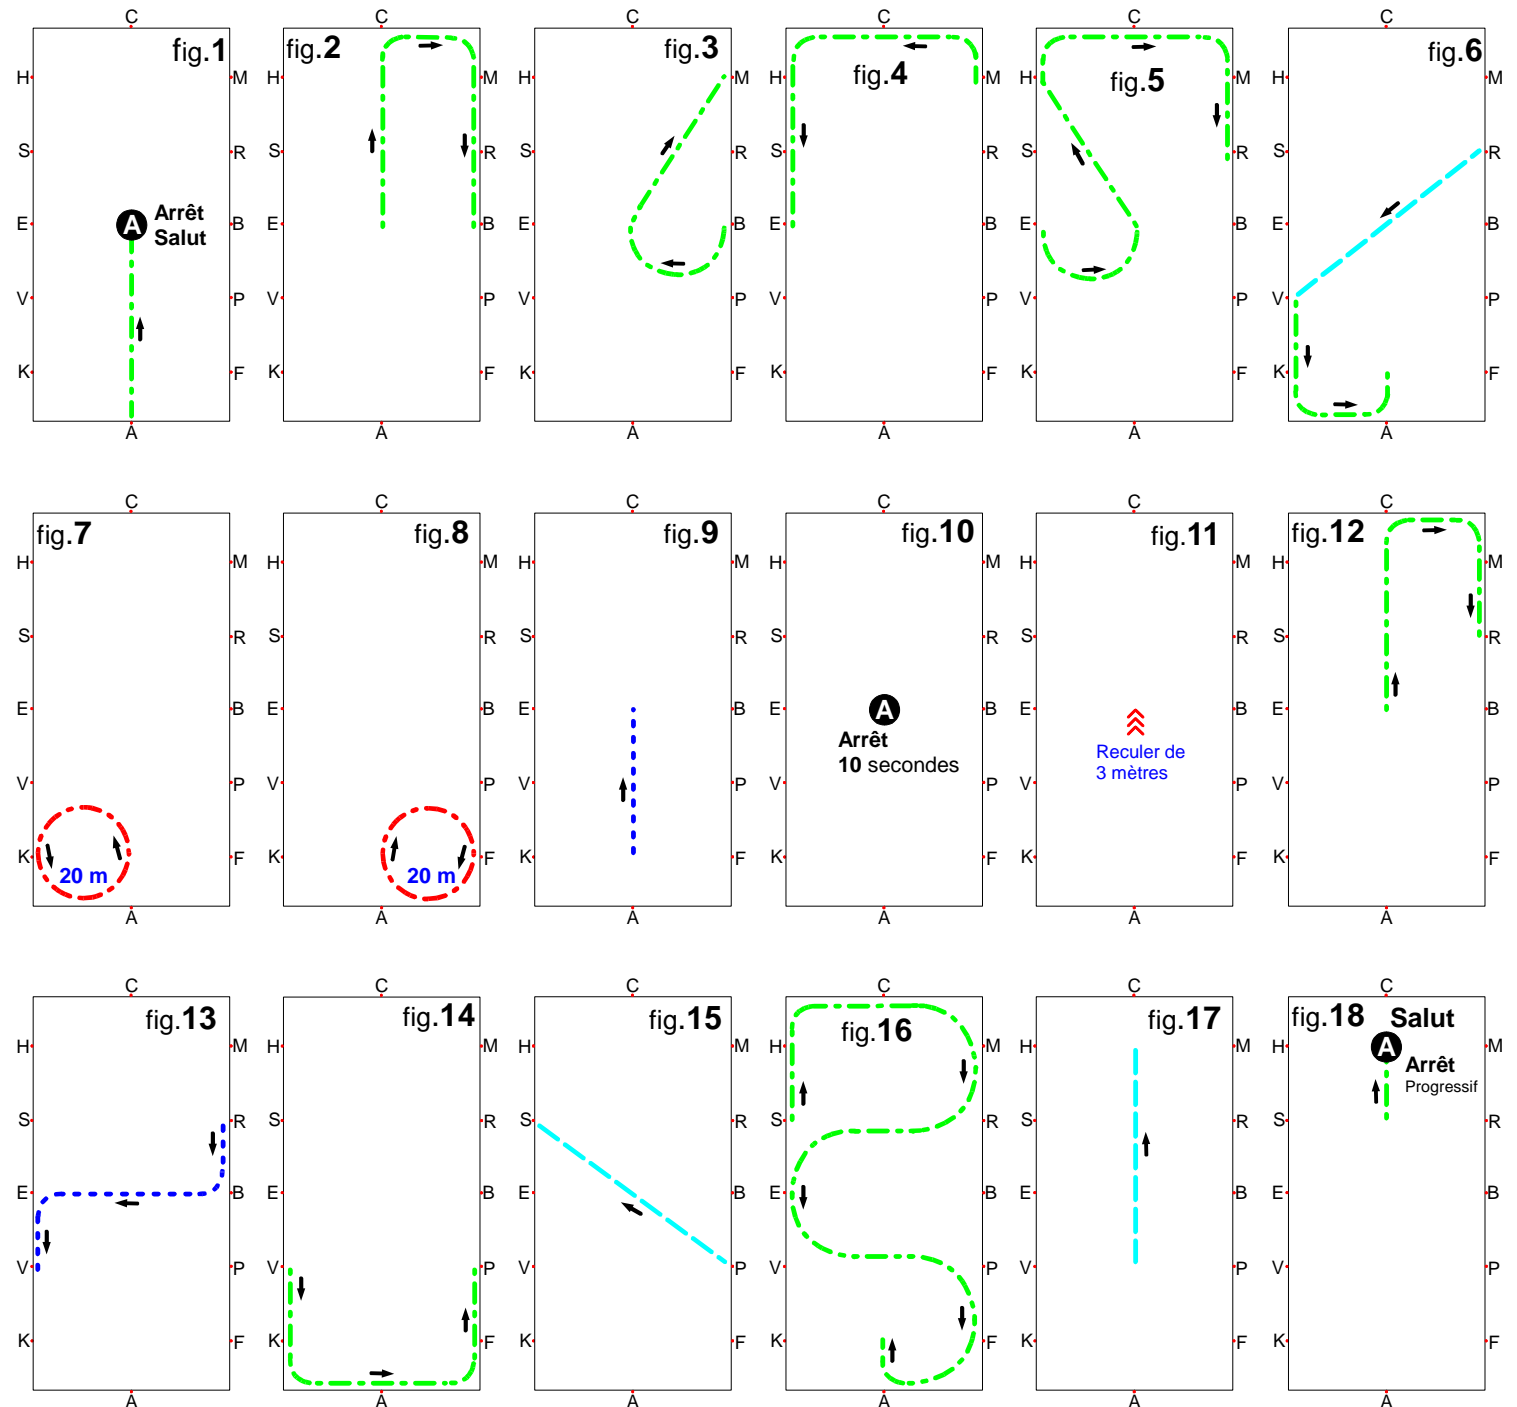 C C C C C C
fig.1 fig.2 fig.3 fig.4 fig.5 fig.6
H M H M H M H M H M H M
S R S R S R S R S R S R
A Arrêt
Salut
E B E B E B E B E B E B
V P V P V P V P V P V P
K F K F K F K F K F K F
A A A A A A
C C C C C C
fig.7 fig.8 fig.9 fig.10 fig.11 fig.12
H M H M H M H M H M H M
S R S R S R S R S R S R
E B E B E B E A B E B E B
Arrêt
10 secondes
Reculer de
3 mètres
V P V P V P V P V P V P
K F K F K F K F K F K F
20 m 20 m
A A A A A A
C C C C C C
fig.13 fig.14 fig.15 fig.16 fig.17 fig.18 Salut
H M H M H M H M H M H A M
Arrêt
Progressif
S R S R S R S R S R S R
E B E B E B E B E B E B
V P V P V P V P V P V P
K F K F K F K F K F K F
A A A A A A